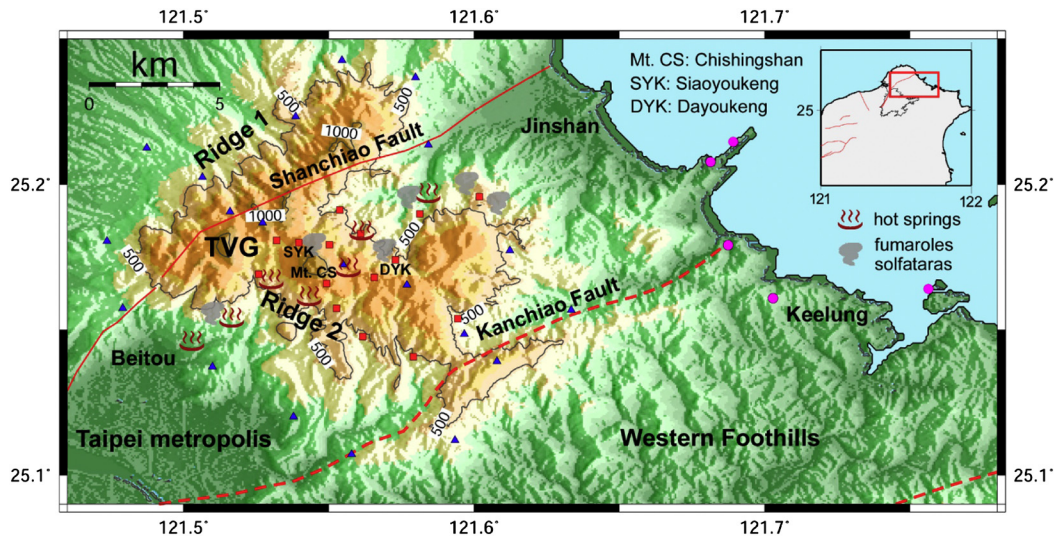 121.5° 121.6° 121.7°
km
0 5
Mt. CS: Chishingshan
SYK: Siaoyoukeng
DYK: Dayoukeng
25
121 122
500
500
1000
Ridge 1
Shanchiao Fault
Jinshan
25.2° 25.2°
hot springs
fumaroles
solfataras
1000
500
500
TVG
SYK
Mt. CS
DYK
Ridge 2
500
500
Kanchiao Fault
Keelung
Beitou
500
Taipei metropolis
Western Foothills
25.1° 25.1°
121.5° 121.6° 121.7°